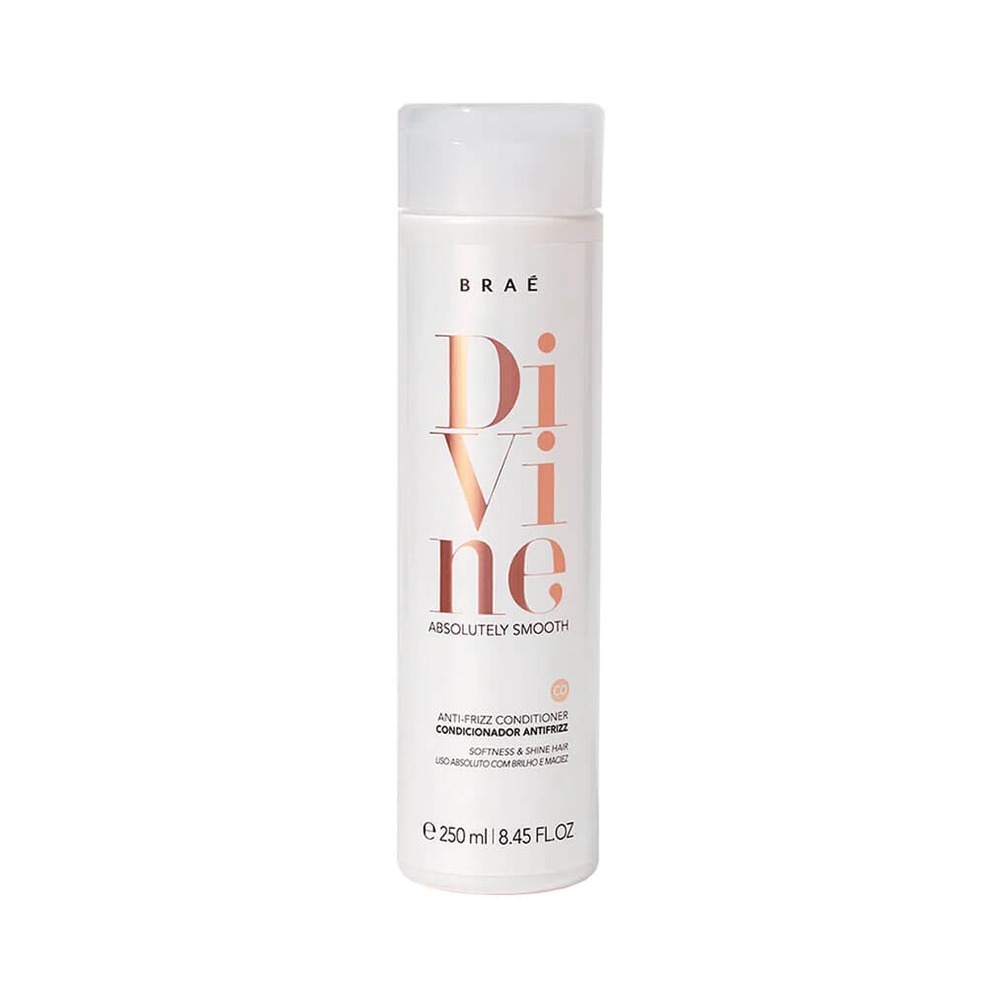 BRAÉ
Di
Vi
ne
ABSOLUTELY SMOOTH
CD
ANTI-FRIZZ CONDITIONER
CONDICIONADOR ANTIFRIZZ
SOFTNESS & SHINE HAIR
LISO ABSOLUTO COM BRILHO E MACIEZ
℮ 250 ml | 8.45 FL.OZ